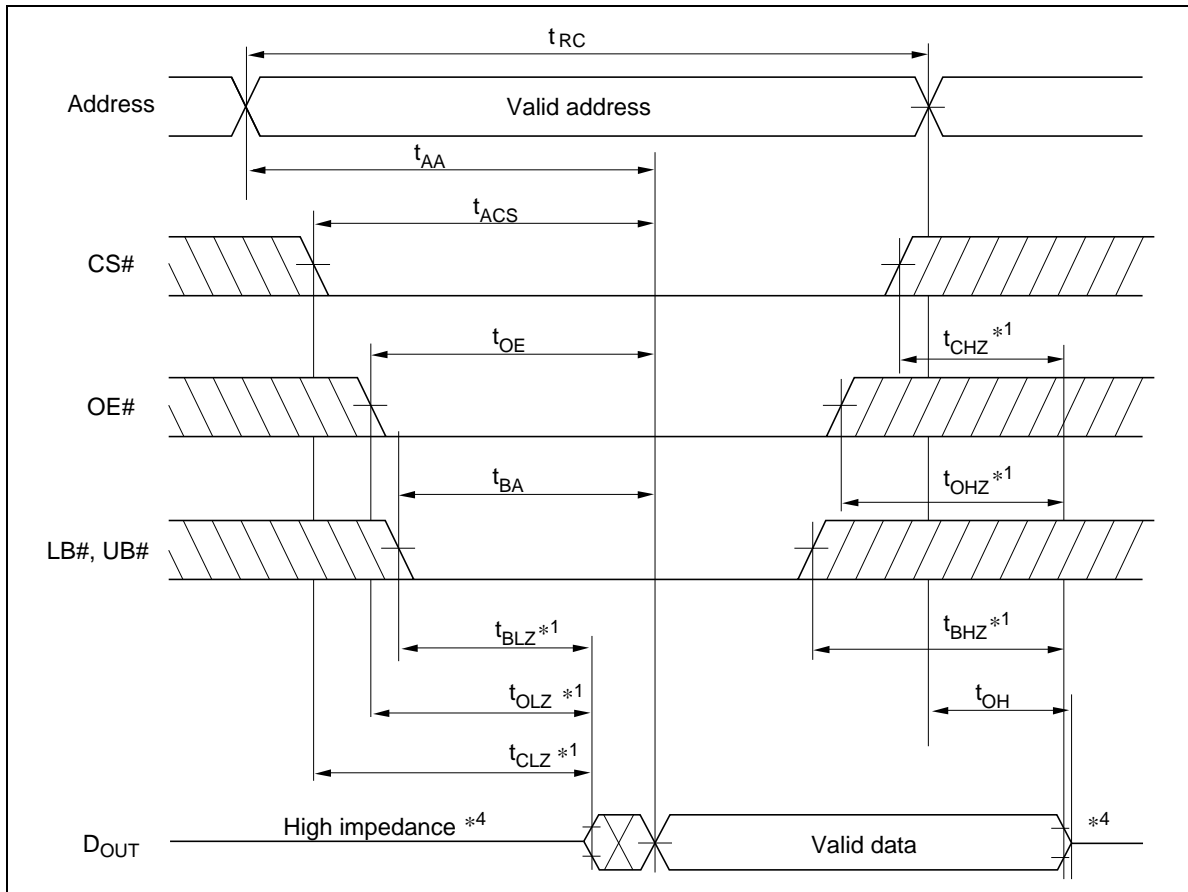 tRC
Address
Valid address
tAA
tACS
CS#
tOE
tCHZ *1
OE#
tBA
tOHZ *1
LB#, UB#
tBLZ *1
tBHZ *1
tOLZ *1
tOH
tCLZ *1
High impedance *4
*4
DOUT
Valid data